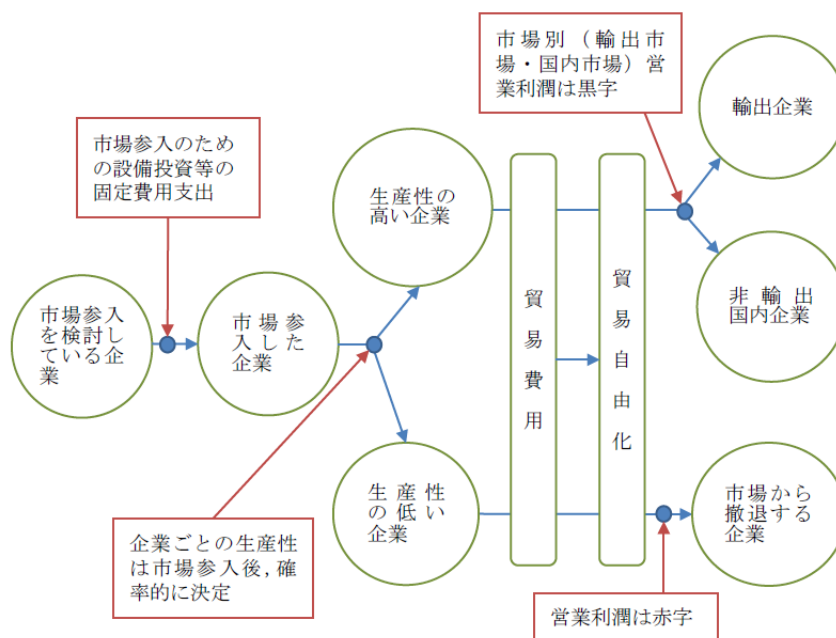 市場別（輸出市
場・国内市場）営
業利潤は黒字
輸出企業
市場参入のため
の設備投資等の
固定費用支出
生産性の
高い企業
市場参入
を検討し
ている企
業
市場参
入した
企業
貿易費用
貿易自由化
非輸出
国内企業
生産性
の低い
企業
市場から
撤退する
企業
企業ごとの生産性
は市場参入後，確
率的に決定
営業利潤は赤字